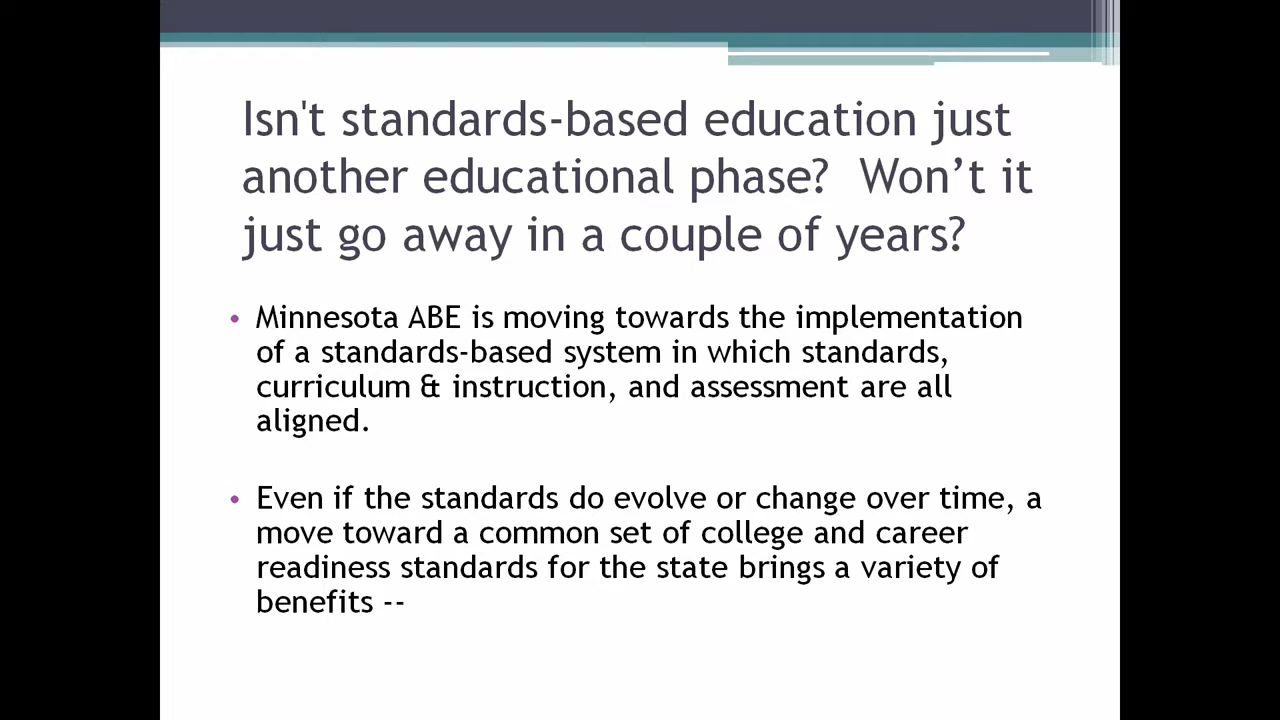 Isn't standards-based education just
another educational phase?  Won’t it
just go away in a couple of years?
• Minnesota ABE is moving towards the implementation
of a standards-based system in which standards,
curriculum & instruction, and assessment are all
aligned.
• Even if the standards do evolve or change over time, a
move toward a common set of college and career
readiness standards for the state brings a variety of
benefits --